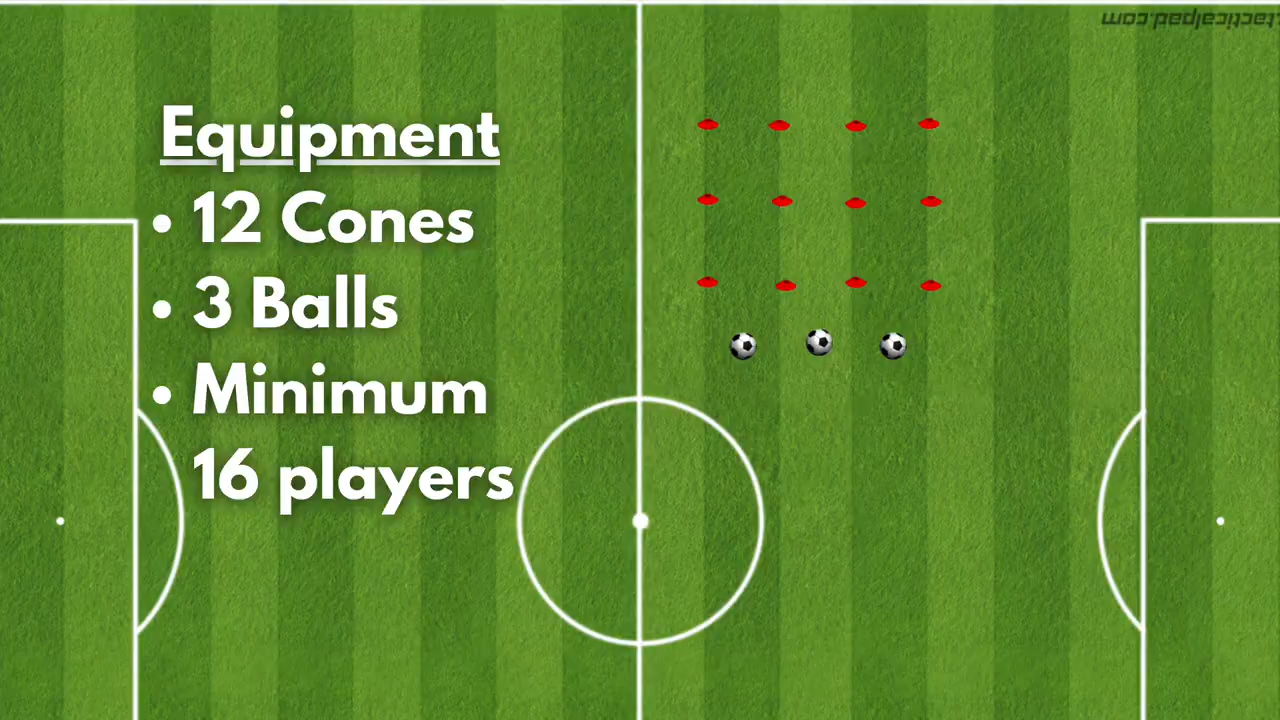 tacticalpad.com
Equipment
• 12 Cones
• 3 Balls
• Minimum
16 players